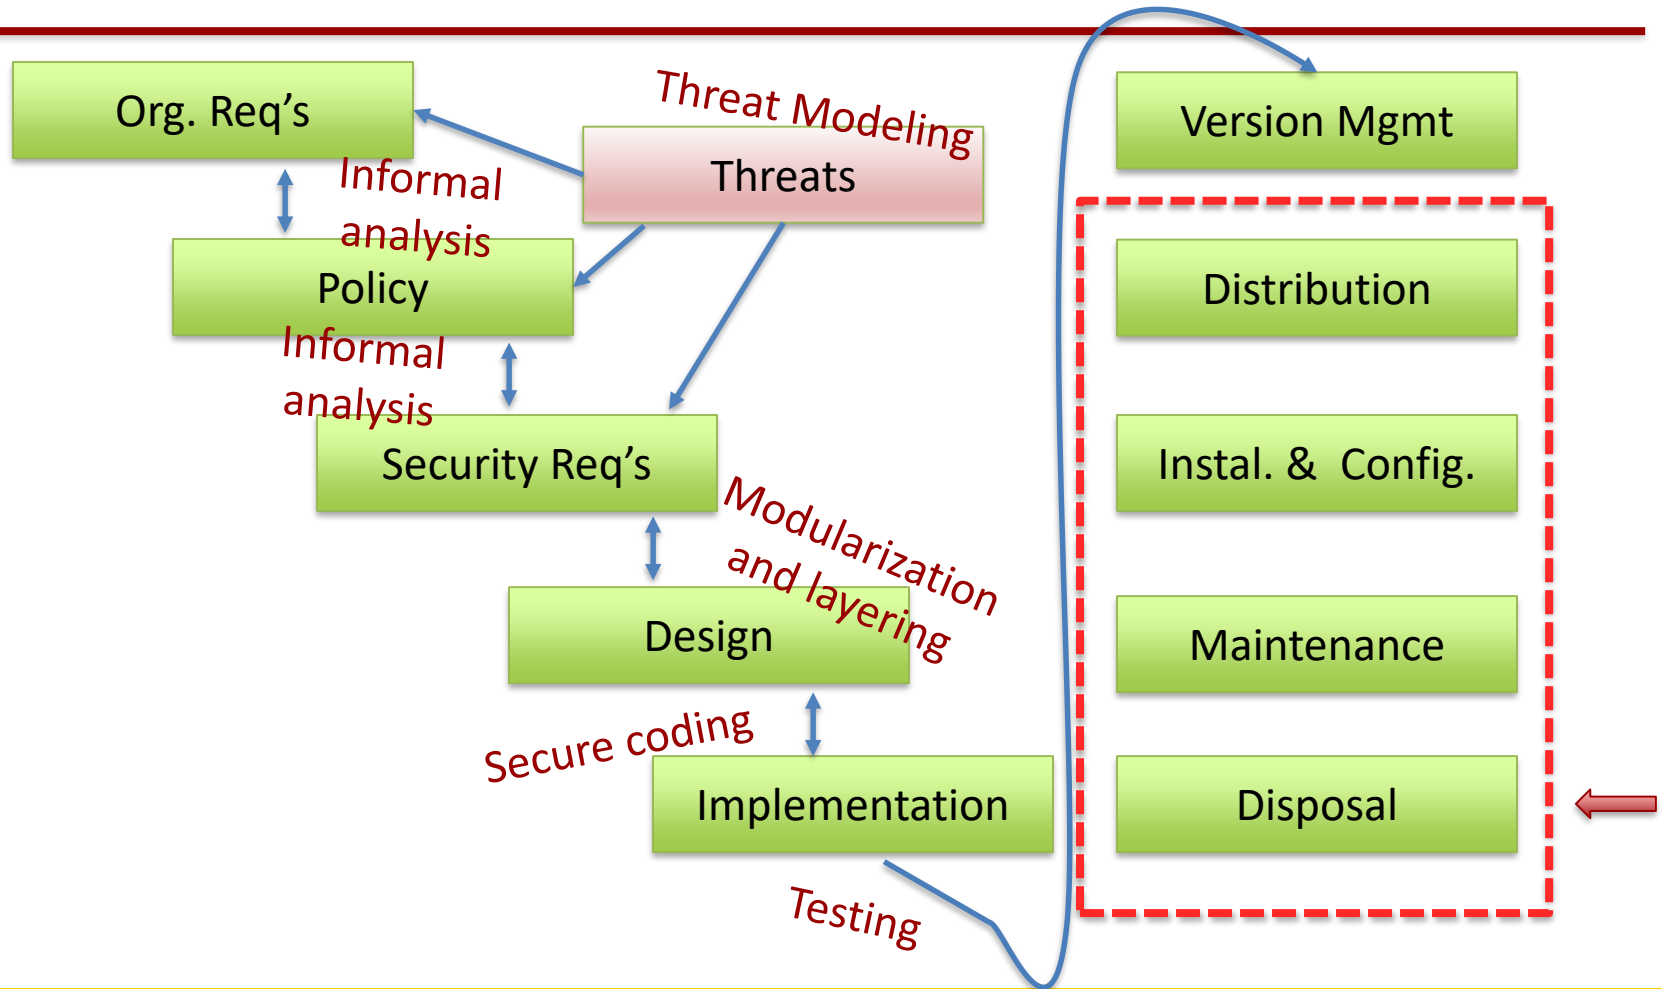 Org. Req's
Threat Modeling
Threats
Informal
analysis
Policy
Informal
analysis
Security Req's
Modularization
and layering
Design
Secure coding
Implementation
Testing
Version Mgmt
Distribution
Instal. &  Config.
Maintenance
Disposal